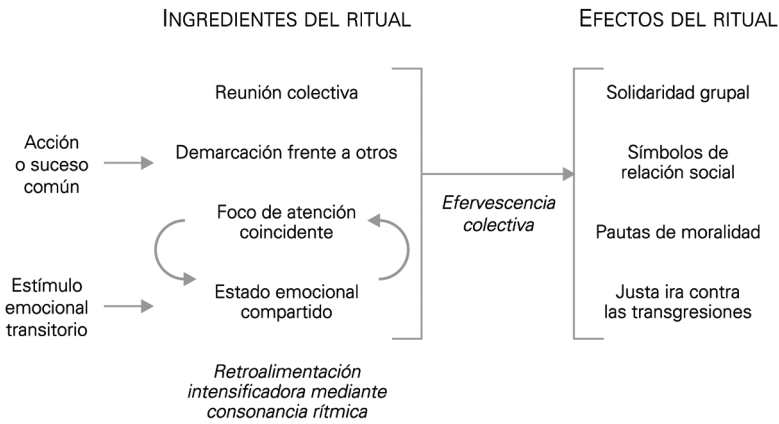 INGREDIENTES DEL RITUAL
EFECTOS DEL RITUAL
Acción
o suceso
común
Estímulo
emocional
transitorio
Reunión colectiva
Demarcación frente a otros
Foco de atención
coincidente
Estado emocional
compartido
Retroalimentación
intensificadora mediante
consonancia rítmica
Efervescencia
colectiva
Solidaridad grupal
Símbolos de
relación social
Pautas de moralidad
Justa ira contra
las transgresiones